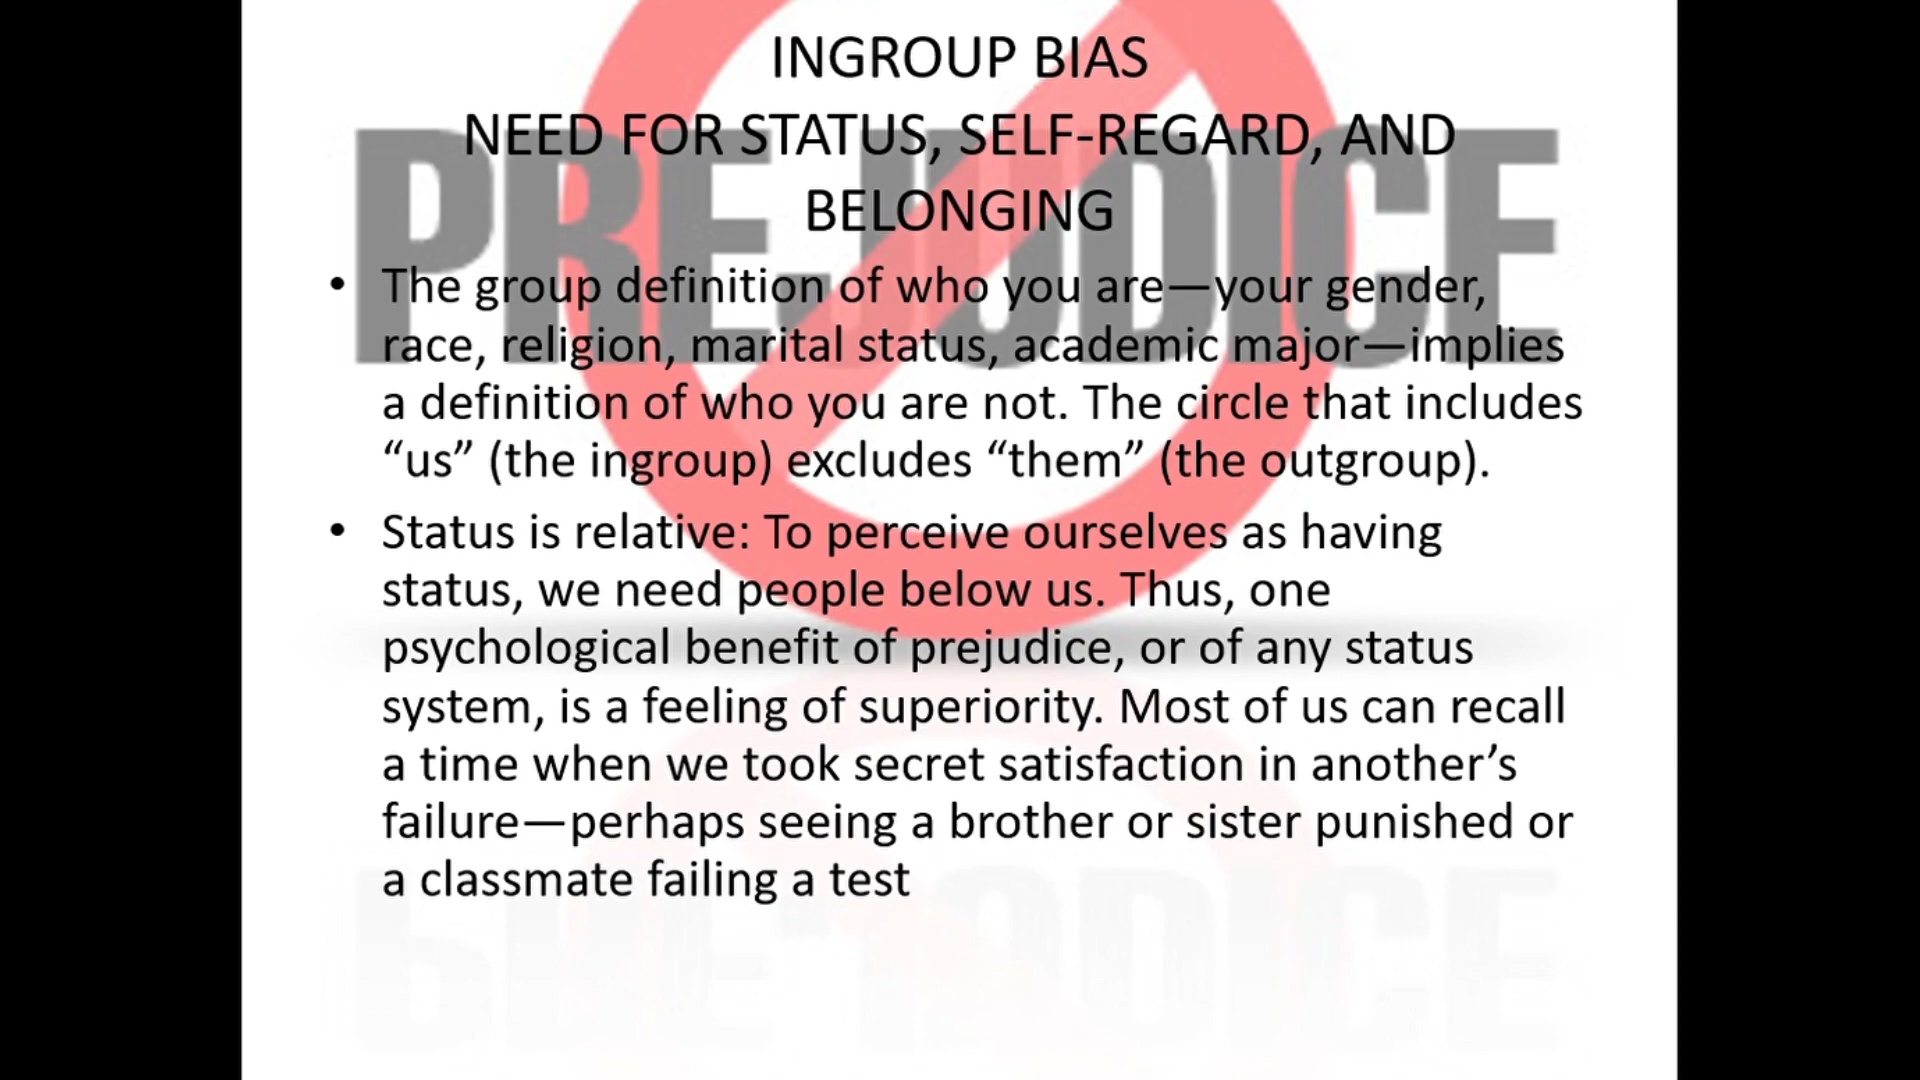 INGROUP BIAS
NEED FOR STATUS, SELF-REGARD, AND
BELONGING
PREJUDICE
• The group definition of who you are—your gender,
race, religion, marital status, academic major—implies
a definition of who you are not. The circle that includes
“us” (the ingroup) excludes “them” (the outgroup).
• Status is relative: To perceive ourselves as having
status, we need people below us. Thus, one
psychological benefit of prejudice, or of any status
system, is a feeling of superiority. Most of us can recall
a time when we took secret satisfaction in another’s
failure—perhaps seeing a brother or sister punished or
a classmate failing a test